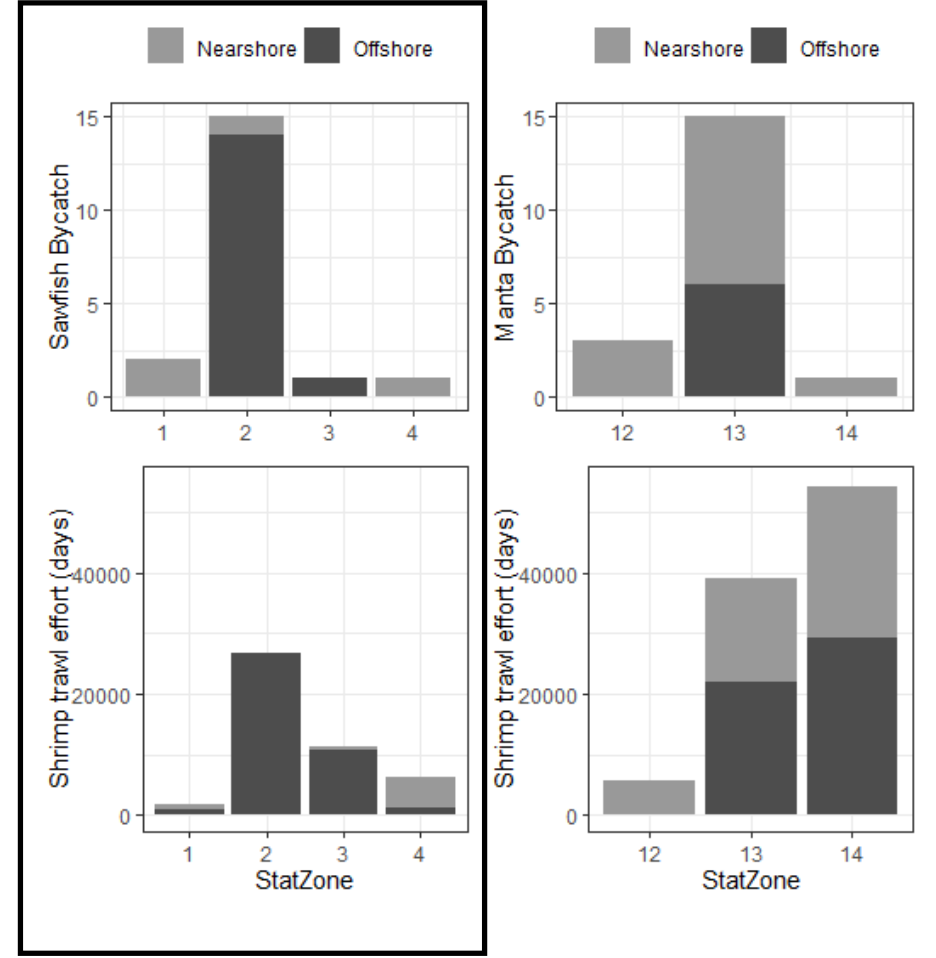 Nearshore Offshore
Sawfish Bycatch
15
10
5
0
1 2 3 4
Shrimp trawl effort (days)
40000
20000
0
1 2 3 4
StatZone
Nearshore Offshore
Manta Bycatch
15
10
5
0
12 13 14
Shrimp trawl effort (days)
40000
20000
0
12 13 14
StatZone